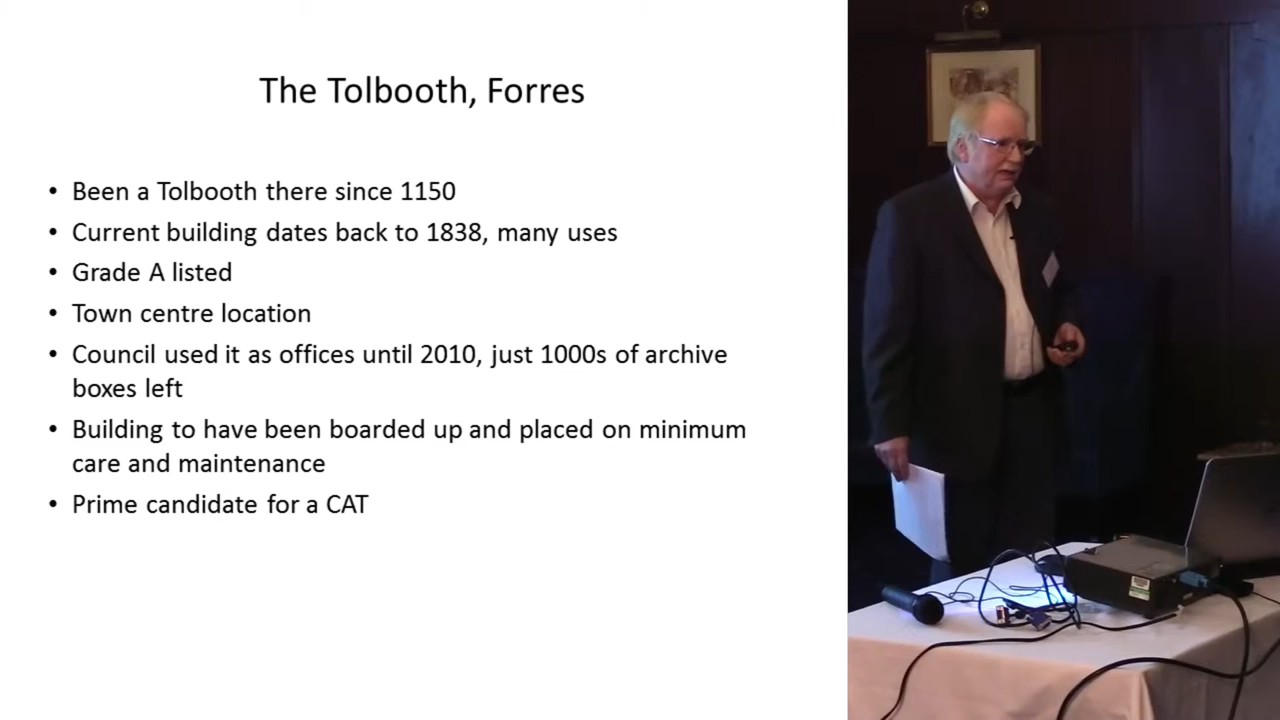 The Tolbooth, Forres
• Been a Tolbooth there since 1150
• Current building dates back to 1838, many uses
• Grade A listed
• Town centre location
• Council used it as offices until 2010, just 1000s of archive
boxes left
• Building to have been boarded up and placed on minimum
care and maintenance
• Prime candidate for a CAT